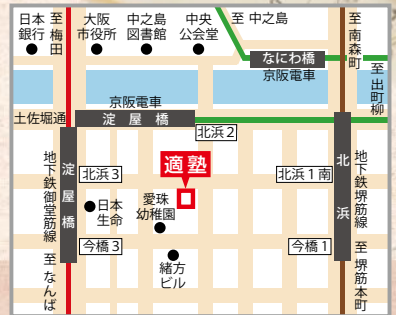 日本
銀行
至梅田
大阪
市役所
中之島
図書館
中央
公会堂
至 中之島
なにわ橋
京阪電車
至南森町
至出町柳
京阪電車
土佐堀通
淀屋橋
北浜2
地下鉄御堂筋線
淀屋橋
北浜3
適塾
北浜1南
北浜
地下鉄堺筋線
日本
生命
愛珠
幼稚園
今橋3
今橋1
緒方
ビル
至なんば
至堺筋本町